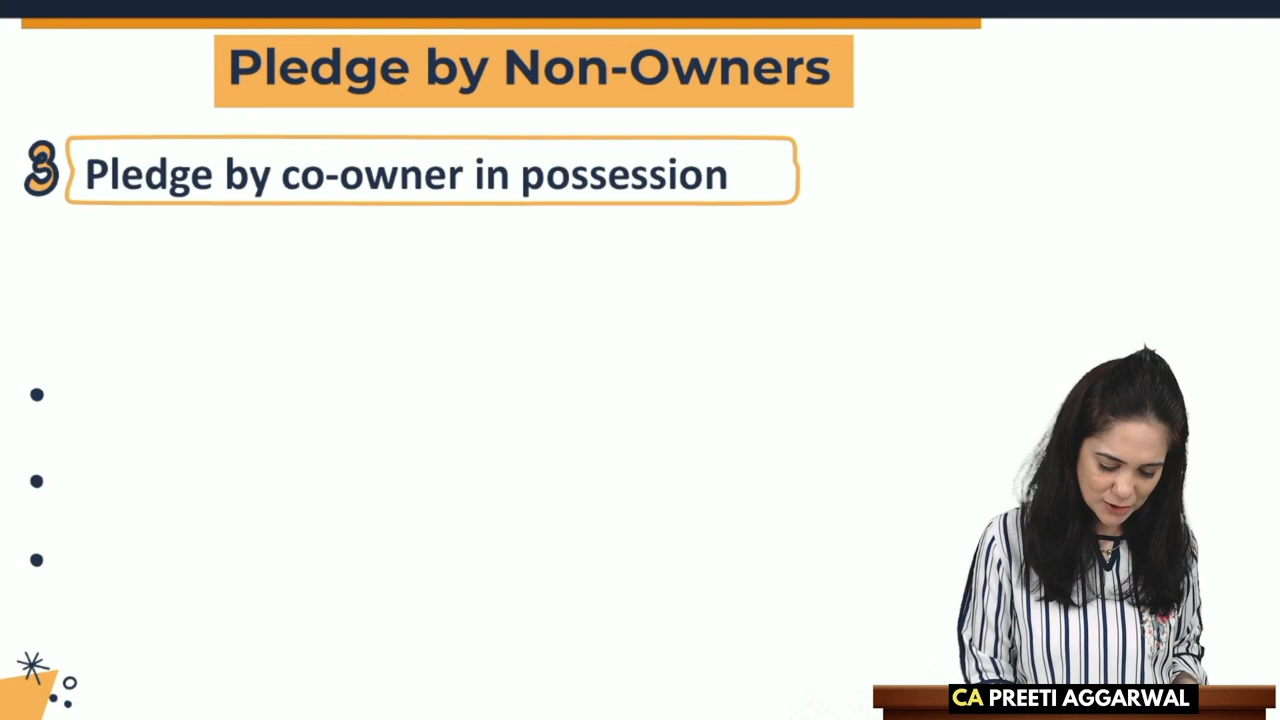 Pledge by Non-Owners
3 Pledge by co-owner in possession
CA PREETI AGGARWAL